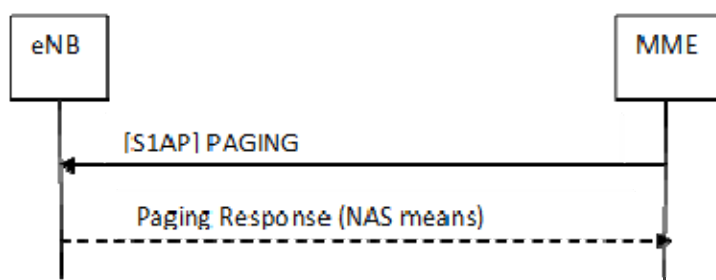 eNB
MME
[S1AP] PAGING
Paging Response (NAS means)